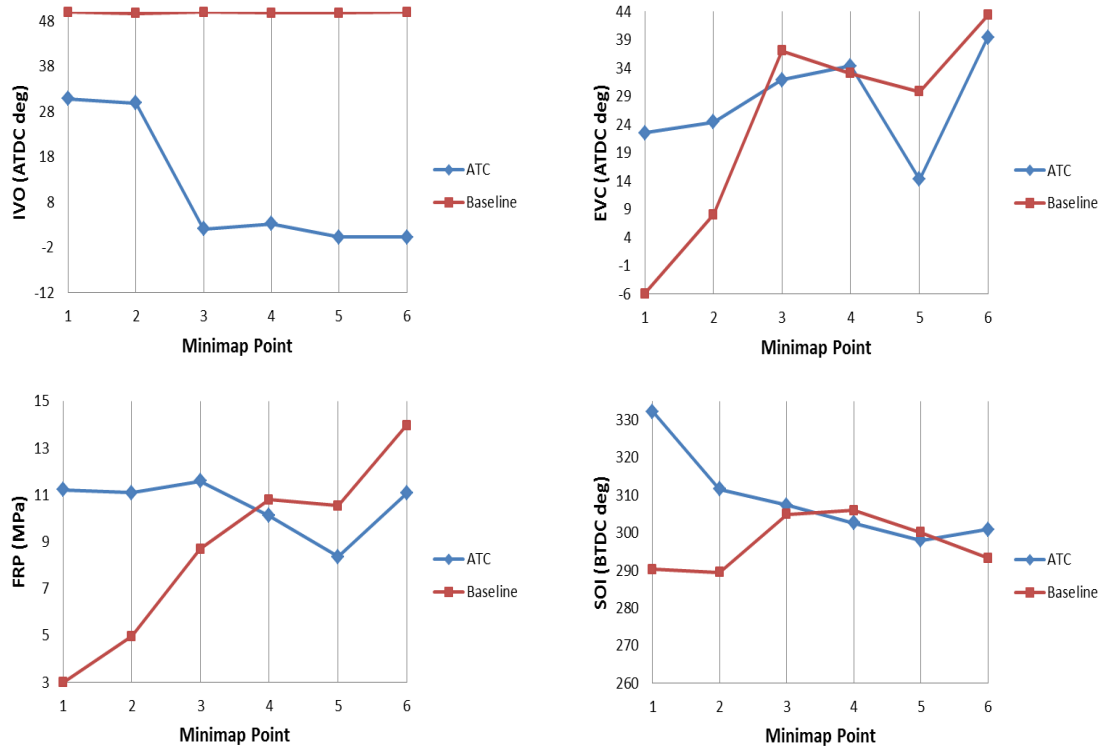 IVO (ATDC deg)
48
38
28
18
8
-2
-12
1 2 3 4 5 6
Minimap Point
ATC
Baseline
EVC (ATDC deg)
44
39
34
29
24
19
14
9
4
-1
-6
1 2 3 4 5 6
Minimap Point
ATC
Baseline
FRP (MPa)
15
13
11
9
7
5
3
1 2 3 4 5 6
Minimap Point
ATC
Baseline
SOI (BTDC deg)
330
320
310
300
290
280
270
260
1 2 3 4 5 6
Minimap Point
ATC
Baseline